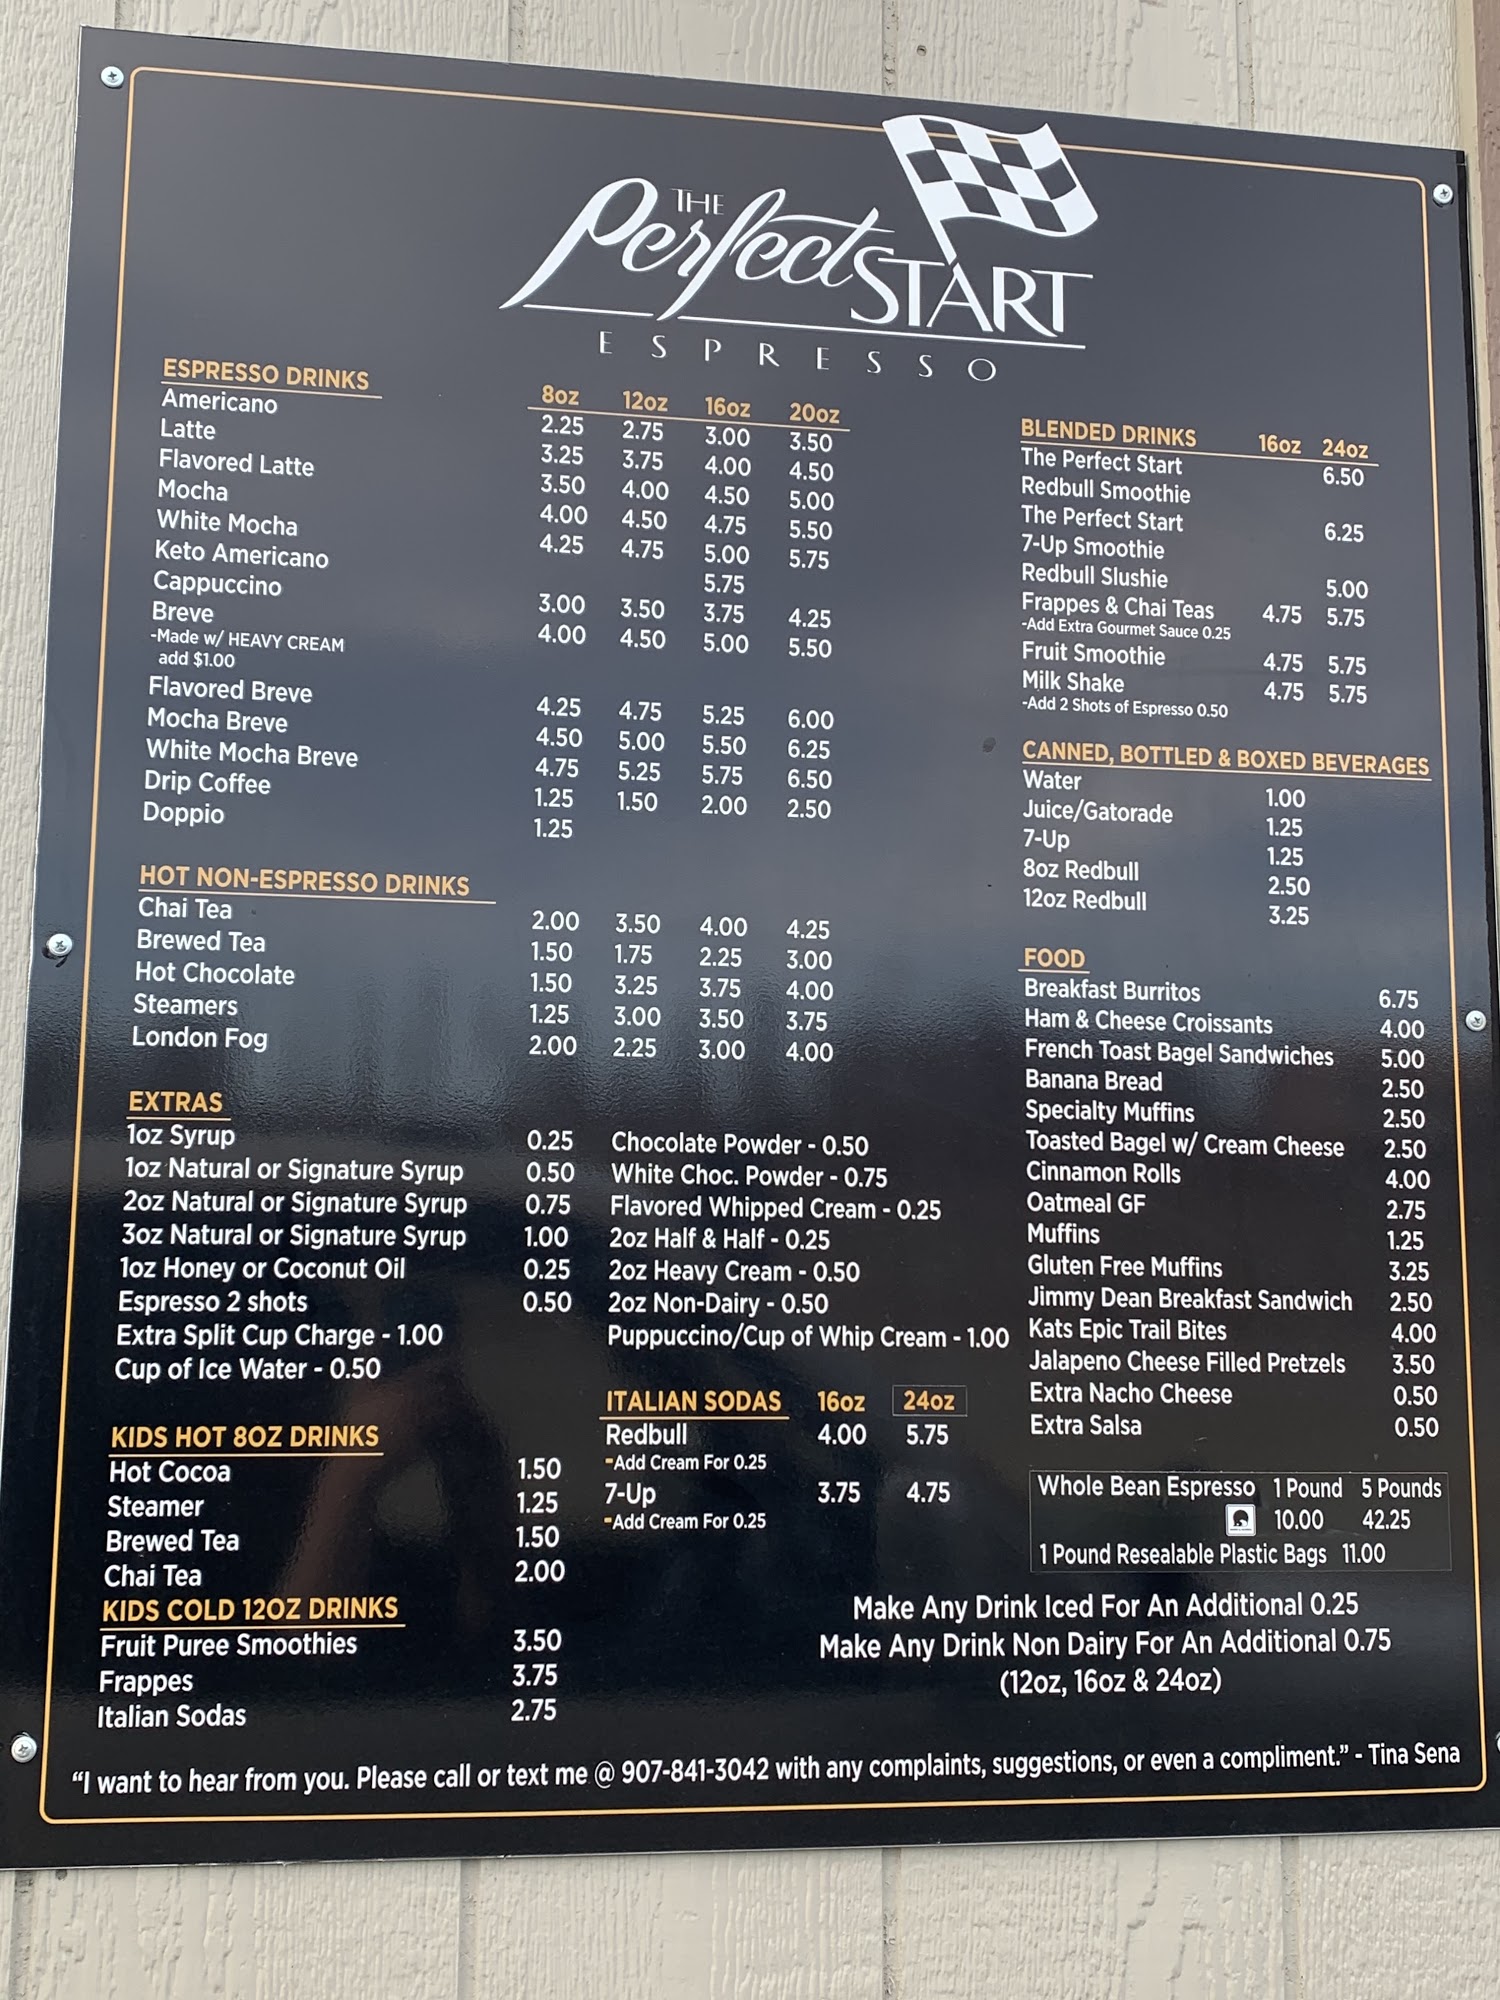 THE
Perfect START
ESPRESSO
ESPRESSO DRINKS 8oz 12oz 16oz 20oz
Americano 2.25 2.75 3.00 3.50
Latte 3.25 3.75 4.00 4.50
Flavored Latte 3.50 4.00 4.50 5.00
Mocha 4.00 4.50 4.75 5.50
White Mocha 4.25 4.75 5.00 5.75
Keto Americano 5.75
Cappuccino 3.00 3.50 3.75 4.25
Breve 4.00 4.50 5.00 5.50
-Made w/ HEAVY CREAM
add $1.00
Flavored Breve 4.25 4.75 5.25 6.00
Mocha Breve 4.50 5.00 5.50 6.25
White Mocha Breve 4.75 5.25 5.75 6.50
Drip Coffee 1.25 1.50 2.00 2.50
Doppio 1.25
HOT NON-ESPRESSO DRINKS
Chai Tea 2.00 3.50 4.00 4.25
Brewed Tea 1.50 1.75 2.25 3.00
Hot Chocolate 1.50 3.25 3.75 4.00
Steamers 1.25 3.00 3.50 3.75
London Fog 2.00 2.25 3.00 4.00
EXTRAS
1oz Syrup 0.25
1oz Natural or Signature Syrup 0.50
2oz Natural or Signature Syrup 0.75
3oz Natural or Signature Syrup 1.00
1oz Honey or Coconut Oil 0.25
Espresso 2 shots 0.50
Extra Split Cup Charge - 1.00
Cup of Ice Water - 0.50
Chocolate Powder - 0.50
White Choc. Powder - 0.75
Flavored Whipped Cream - 0.25
2oz Half & Half - 0.25
2oz Heavy Cream - 0.50
2oz Non-Dairy - 0.50
Puppuccino/Cup of Whip Cream - 1.00
KIDS HOT 8OZ DRINKS
Hot Cocoa 1.50
Steamer 1.25
Brewed Tea 1.50
Chai Tea 2.00
KIDS COLD 12OZ DRINKS
Fruit Puree Smoothies 3.50
Frappes 3.75
Italian Sodas 2.75
ITALIAN SODAS 16oz 24oz
Redbull 4.00 5.75
-Add Cream For 0.25
7-Up 3.75 4.75
-Add Cream For 0.25
BLENDED DRINKS 16oz 24oz
The Perfect Start 6.50
Redbull Smoothie
The Perfect Start 6.25
7-Up Smoothie
Redbull Slushie 5.00
Frappes & Chai Teas 4.75 5.75
-Add Extra Gourmet Sauce 0.25
Fruit Smoothie 4.75 5.75
Milk Shake 4.75 5.75
-Add 2 Shots of Espresso 0.50
CANNED, BOTTLED & BOXED BEVERAGES
Water 1.00
Juice/Gatorade 1.25
7-Up 1.25
8oz Redbull 2.50
12oz Redbull 3.25
FOOD
Breakfast Burritos 6.75
Ham & Cheese Croissants 4.00
French Toast Bagel Sandwiches 5.00
Banana Bread 2.50
Specialty Muffins 2.50
Toasted Bagel w/ Cream Cheese 2.50
Cinnamon Rolls 4.00
Oatmeal GF 2.75
Muffins 1.25
Gluten Free Muffins 3.25
Jimmy Dean Breakfast Sandwich 2.50
Kats Epic Trail Bites 4.00
Jalapeno Cheese Filled Pretzels 3.50
Extra Nacho Cheese 0.50
Extra Salsa 0.50
Whole Bean Espresso 1 Pound 5 Pounds
10.00 42.25
1 Pound Resealable Plastic Bags 11.00
Make Any Drink Iced For An Additional 0.25
Make Any Drink Non Dairy For An Additional 0.75
(12oz, 16oz & 24oz)
"I want to hear from you. Please call or text me @ 907-841-3042 with any complaints, suggestions, or even a compliment." - Tina Sena